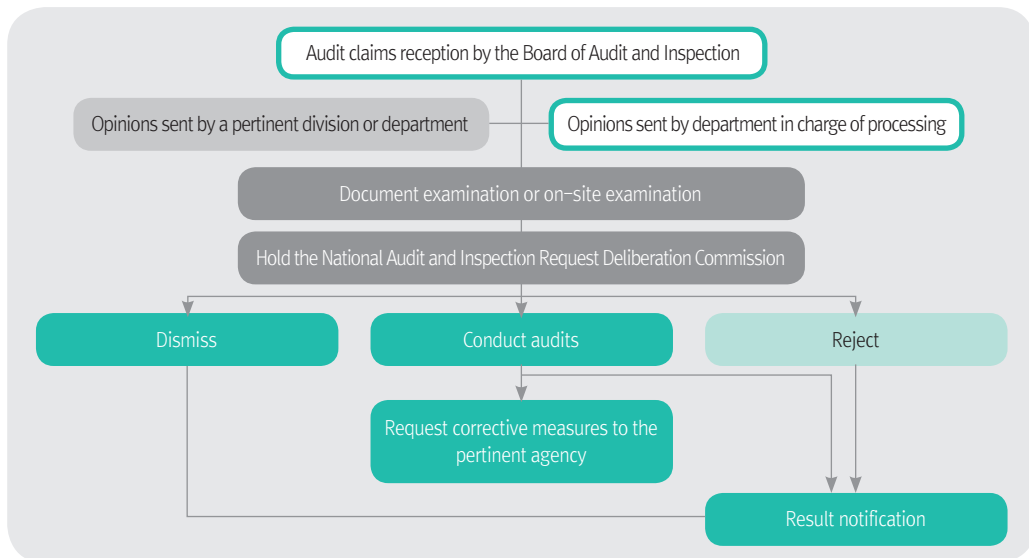 Audit claims reception by the Board of Audit and Inspection
Opinions sent by a pertinent division or department
Opinions sent by department in charge of processing
Document examination or on-site examination
Hold the National Audit and Inspection Request Deliberation Commission
Dismiss
Conduct audits
Reject
Request corrective measures to the
pertinent agency
Result notification